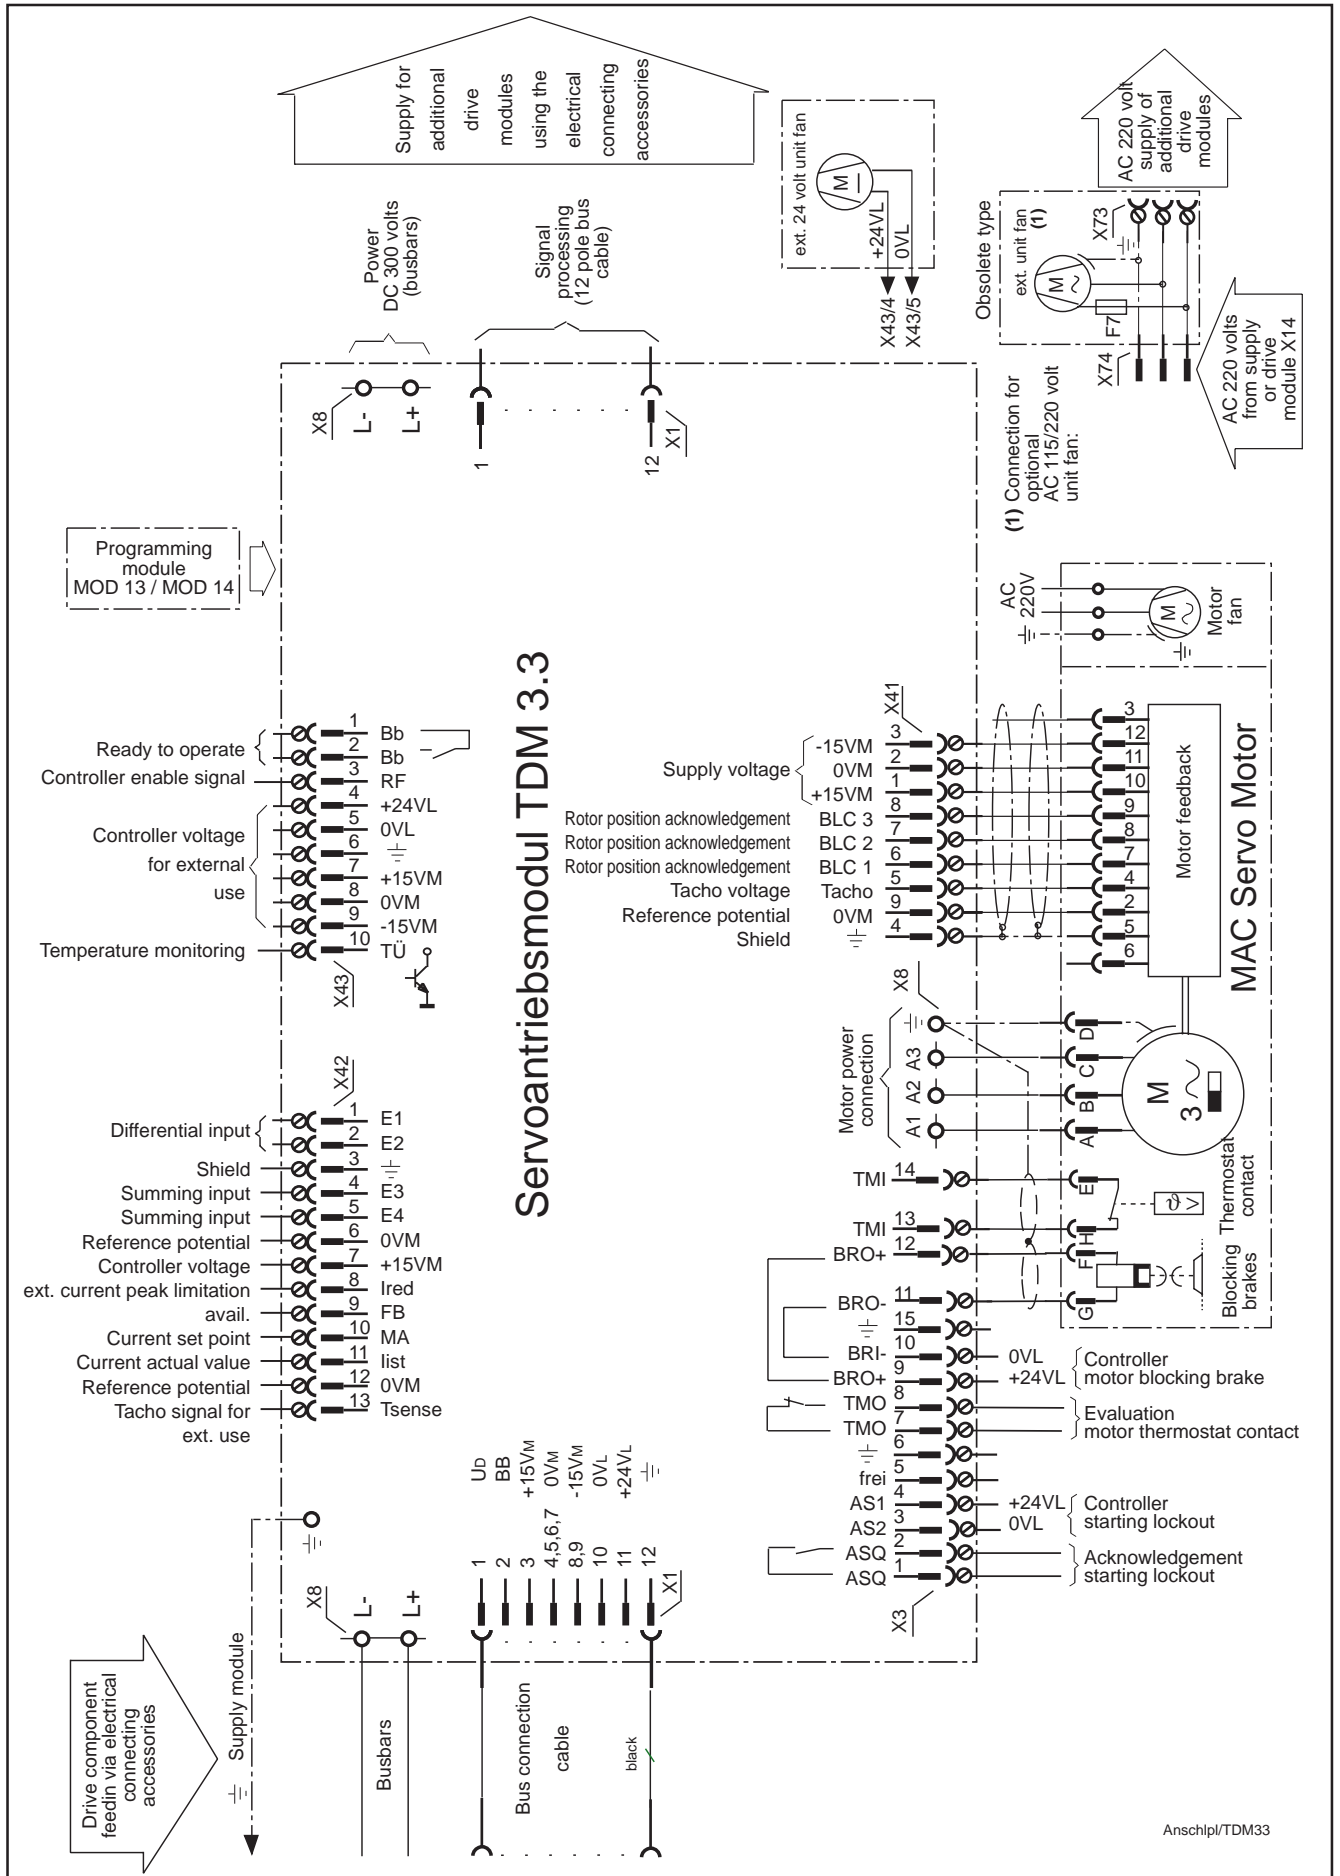 Supply for
additional
drive
modules
using the
electrical
connecting
accessories
AC 220 volt
supply of
additional
drive
modules
Power
DC 300 volts
(busbars)
Signal
processing
(12 pole bus
cable)
ext. 24 volt unit fan
M
+24VL
0VL
X43/4
X43/5
Obsolete type
ext. unit fan
(1)
M
F7
X73
X74
AC 220 volts
from supply
or drive
module X14
(1) Connection for
optional
AC 115/220 volt
unit fan:
X8
L-
L+
1
12
X1
Programming
module
MOD 13 / MOD 14
Servoantriebsmodul TDM 3.3
Ready to operate
1 Bb
2 Bb
Controller enable signal 3 RF
Controller voltage
for external
use
4 +24VL
5 0VL
6
7 +15VM
8 0VM
9 -15VM
Temperature monitoring 10 TÜ
X43
X42
Differential input
1 E1
2 E2
Shield 3
Summing input 4 E3
Summing input 5 E4
Reference potential 6 0VM
Controller voltage 7 +15VM
ext. current peak limitation 8 Ired
avail. 9 FB
Current set point 10 MA
Current actual value 11 Iist
Reference potential 12 0VM
Tacho signal for 13 Tsense
ext. use
X41
Supply voltage
-15VM 3
0VM 2
+15VM 1
Rotor position acknowledgement BLC 3 8
Rotor position acknowledgement BLC 2 7
Rotor position acknowledgement BLC 1 6
Tacho voltage Tacho 5
Reference potential 0VM 9
Shield 4
3
12
11
10
9
8
7
4
2
5
6
Motor feedback
MAC Servo Motor
AC
220V
M
Motor
fan
X8
Motor power
connection
A1
A2
A3
A
B
C
D
M
3
TMI 14
TMI 13
BRO+ 12
BRO- 11
15
BRI- 10
BRO+ 9
TMO 8
TMO 7
6
frei 5
AS1 4
AS2 3
ASQ 2
ASQ 1
X3
E
H
F
G
ϑ >
Thermostat
contact
Blocking
brakes
0VL
+24VL
Controller
motor blocking brake
Evaluation
motor thermostat contact
+24VL
0VL
Controller
starting lockout
Acknowledgement
starting lockout
UD
BB
+15VM
0VM
-15VM
0VL
+24VL
1
2
3
4,5,6,7
8,9
10
11
12
X1
X8
L-
L+
Drive component
feedin via electrical
connecting
accessories
Supply module
Busbars
Bus connection
cable
black
Anschlpl/TDM33